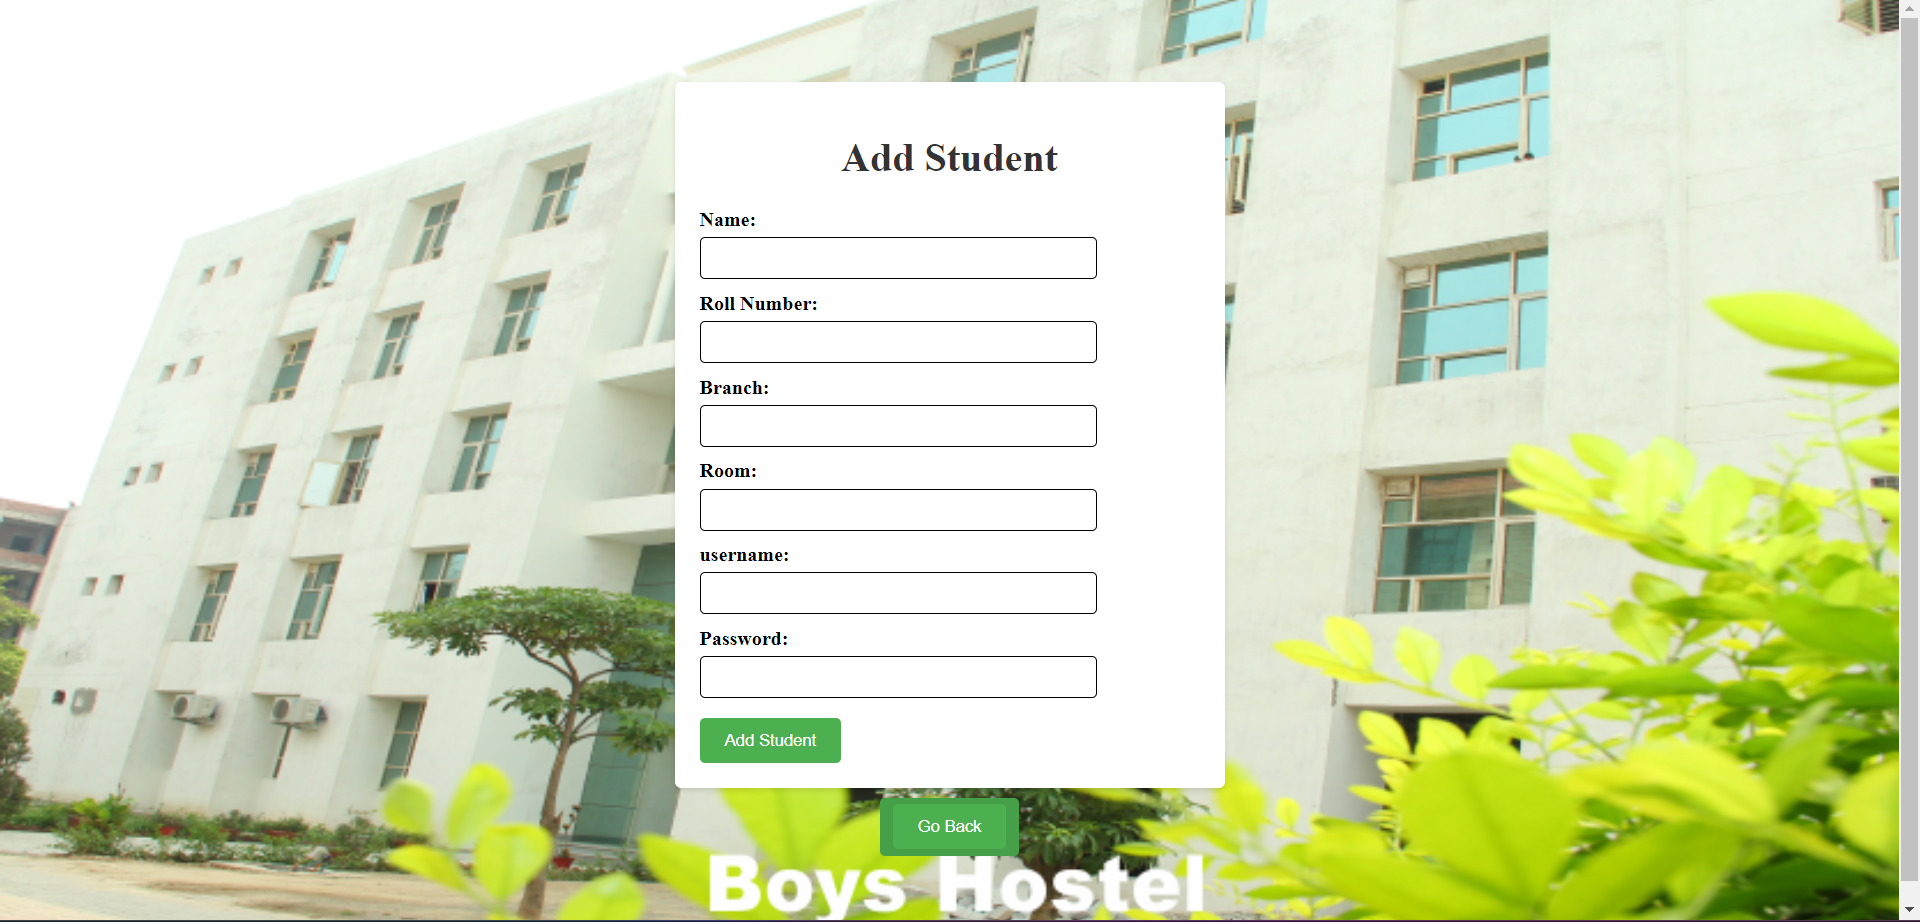 Add Student
Name:
Roll Number:
Branch:
Room:
username:
Password:
Add Student
Go Back
Boys Hostel